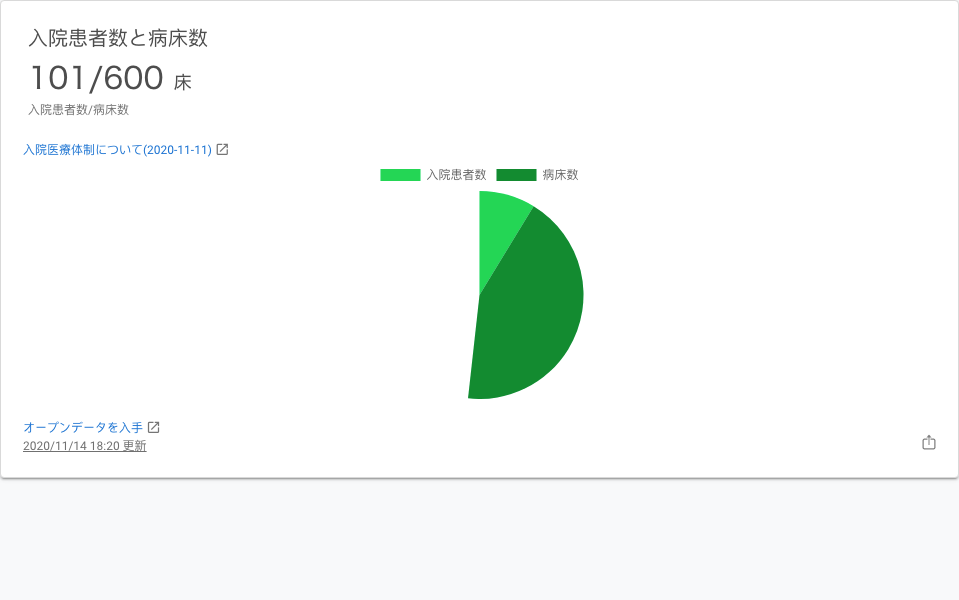 入院患者数と病床数
101/600 床
入院患者数/病床数
入院医療体制について(2020-11-11)
入院患者数 病床数
オープンデータを入手
2020/11/14 18:20 更新